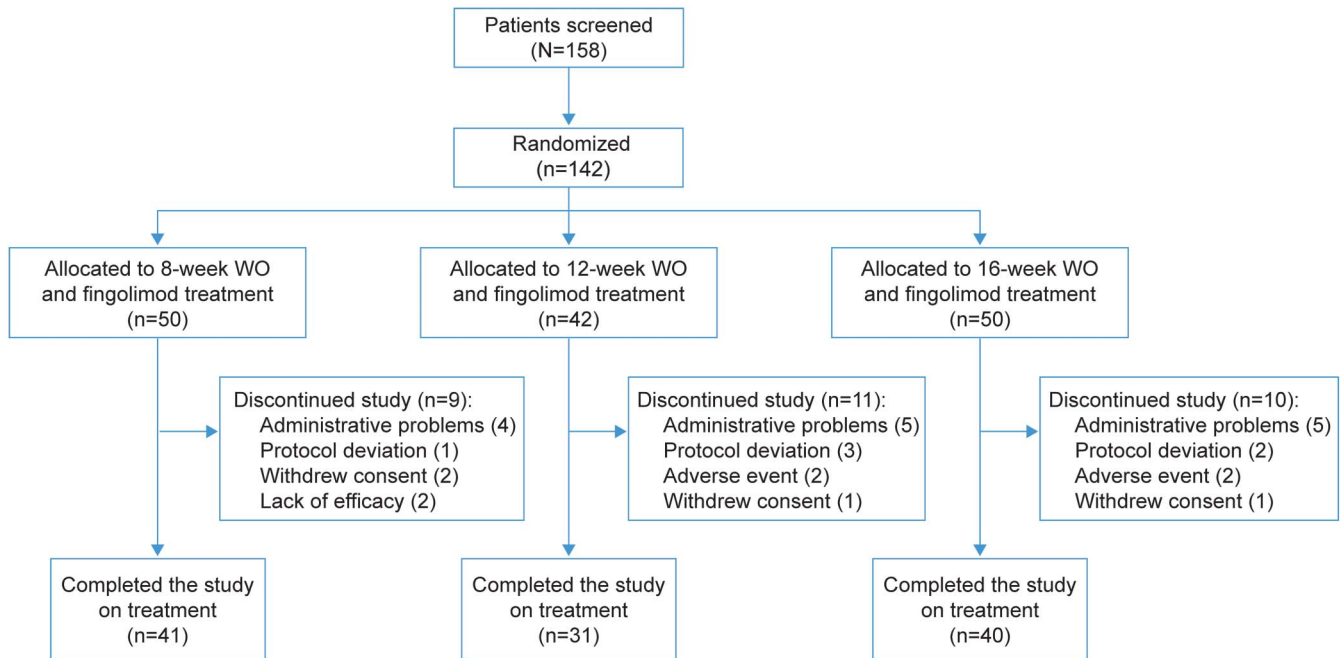 Patients screened
(N=158)
Randomized
(n=142)
Allocated to 8-week WO
and fingolimod treatment
(n=50)
Allocated to 12-week WO
and fingolimod treatment
(n=42)
Allocated to 16-week WO
and fingolimod treatment
(n=50)
Discontinued study (n=9):
Administrative problems (4)
Protocol deviation (1)
Withdrew consent (2)
Lack of efficacy (2)
Discontinued study (n=11):
Administrative problems (5)
Protocol deviation (3)
Adverse event (2)
Withdrew consent (1)
Discontinued study (n=10):
Administrative problems (5)
Protocol deviation (2)
Adverse event (2)
Withdrew consent (1)
Completed the study
on treatment
(n=41)
Completed the study
on treatment
(n=31)
Completed the study
on treatment
(n=40)